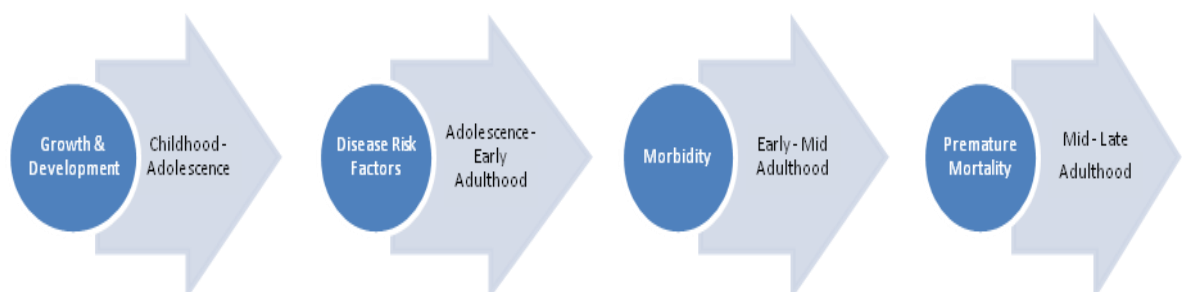 Growth &
Development
Childhood -
Adolescence
Disease Risk
Factors
Adolescence -
Early
Adulthood
Morbidity
Early - Mid
Adulthood
Premature
Mortality
Mid - Late
Adulthood